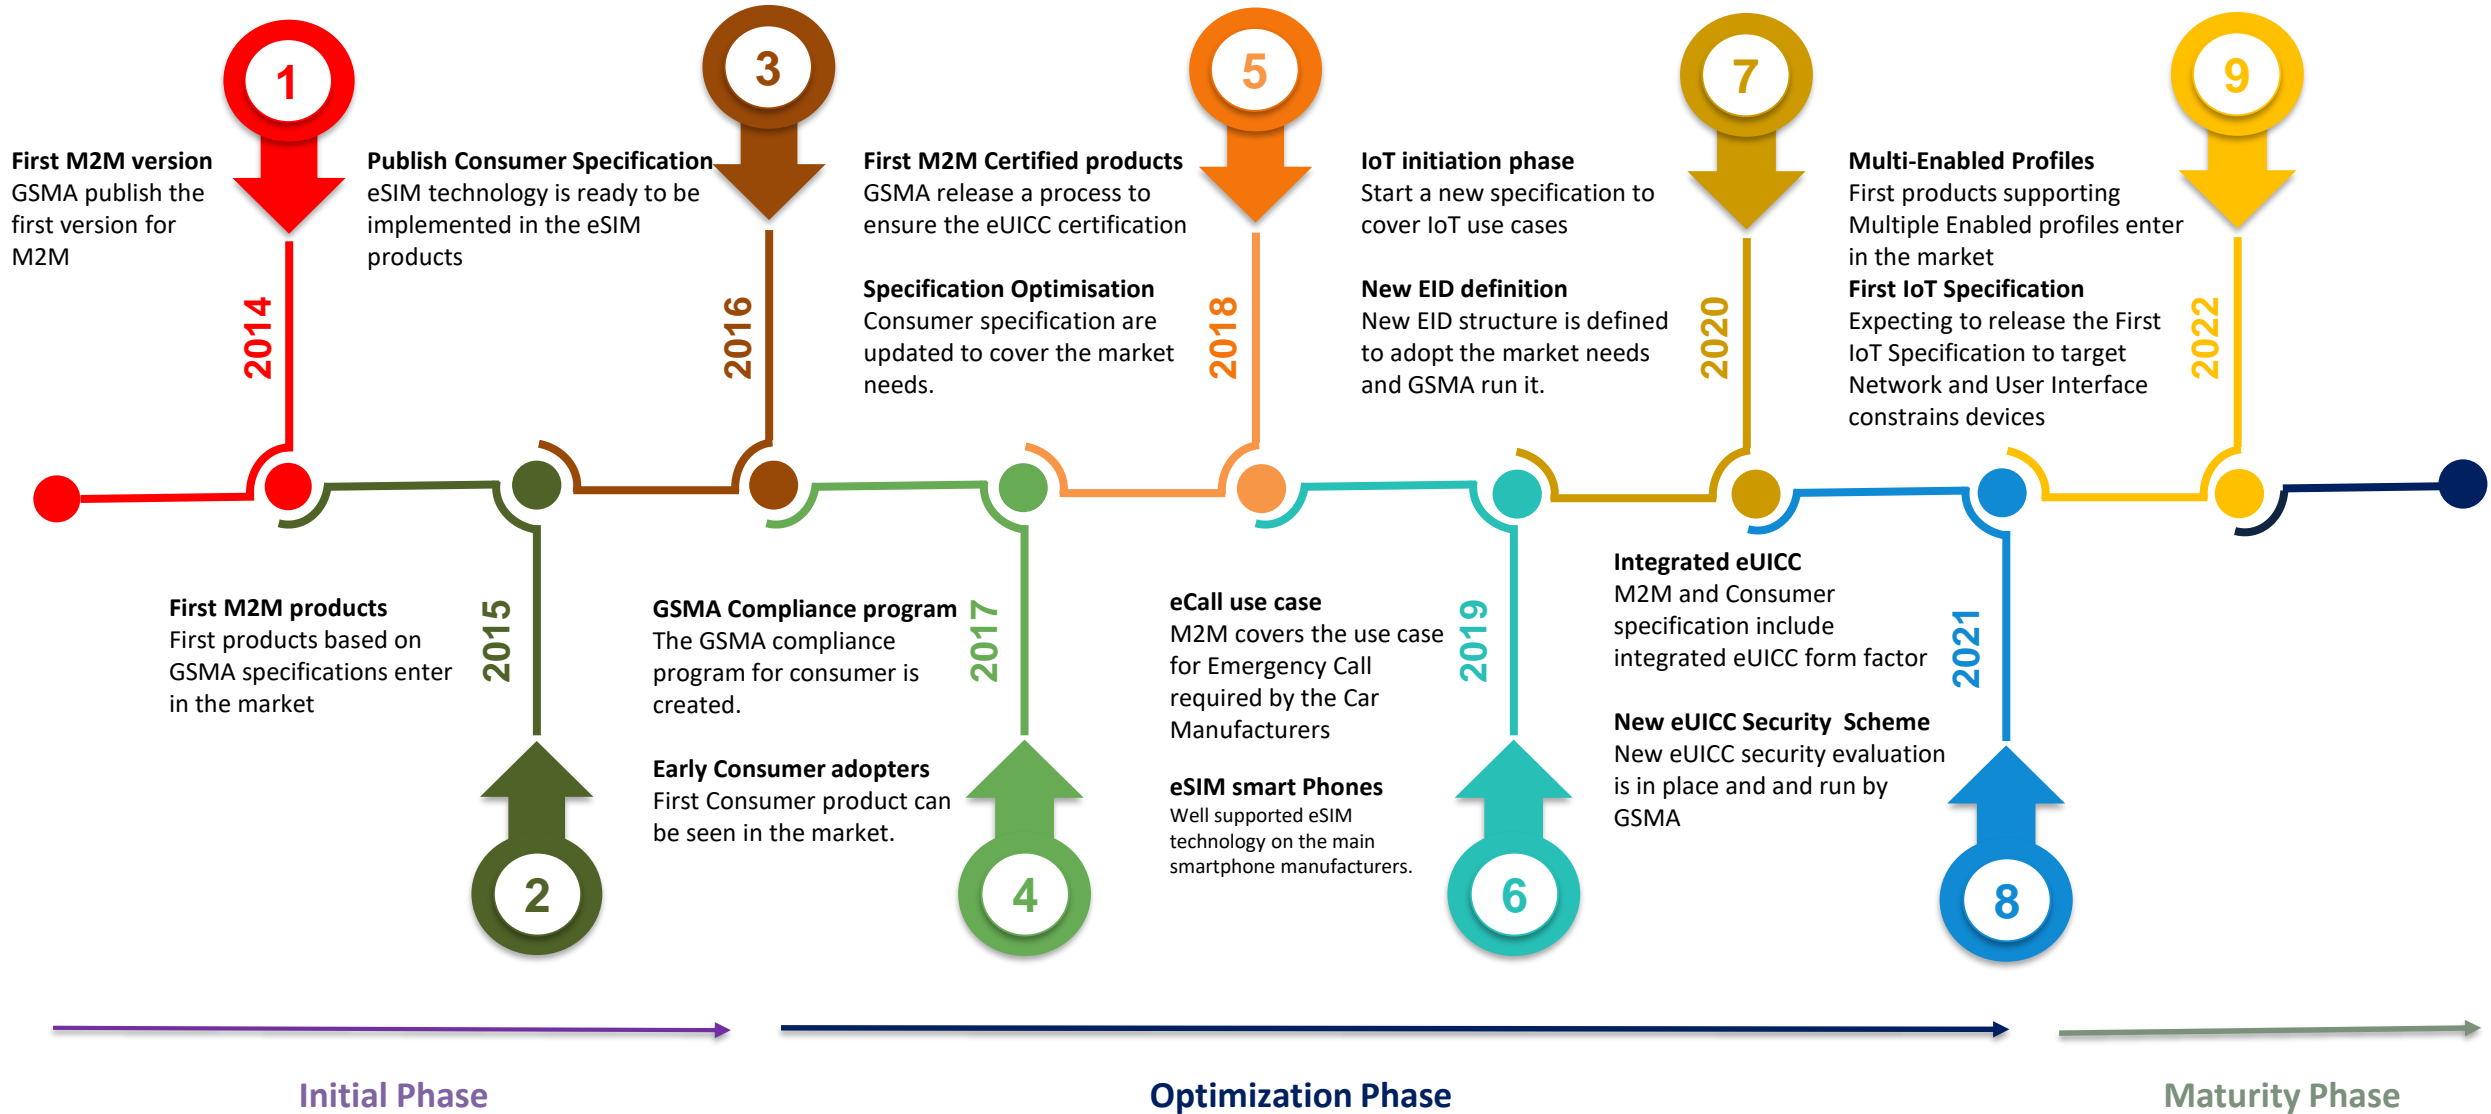 1
First M2M version
GSMA publish the
first version for
M2M
2014
2
First M2M products
First products based on
GSMA specifications enter
in the market
2015
3
Publish Consumer Specification
eSIM technology is ready to be
implemented in the eSIM
products
2016
4
GSMA Compliance program
The GSMA compliance
program for consumer is
created.
Early Consumer adopters
First Consumer product can
be seen in the market.
2017
5
First M2M Certified products
GSMA release a process to
ensure the eUICC certification
Specification Optimisation
Consumer specification are
updated to cover the market
needs.
2018
6
eCall use case
M2M covers the use case
for Emergency Call
required by the Car
Manufacturers
eSIM smart Phones
Well supported eSIM
technology on the main
smartphone manufacturers.
2019
7
IoT initiation phase
Start a new specification to
cover IoT use cases
New EID definition
New EID structure is defined
to adopt the market needs
and GSMA run it.
2020
8
Integrated eUICC
M2M and Consumer
specification include
integrated eUICC form factor
New eUICC Security Scheme
New eUICC security evaluation
is in place and and run by
GSMA
2021
9
Multi-Enabled Profiles
First products supporting
Multiple Enabled profiles enter
in the market
First IoT Specification
Expecting to release the First
IoT Specification to target
Network and User Interface
constrains devices
2022
Initial Phase
Optimization Phase
Maturity Phase